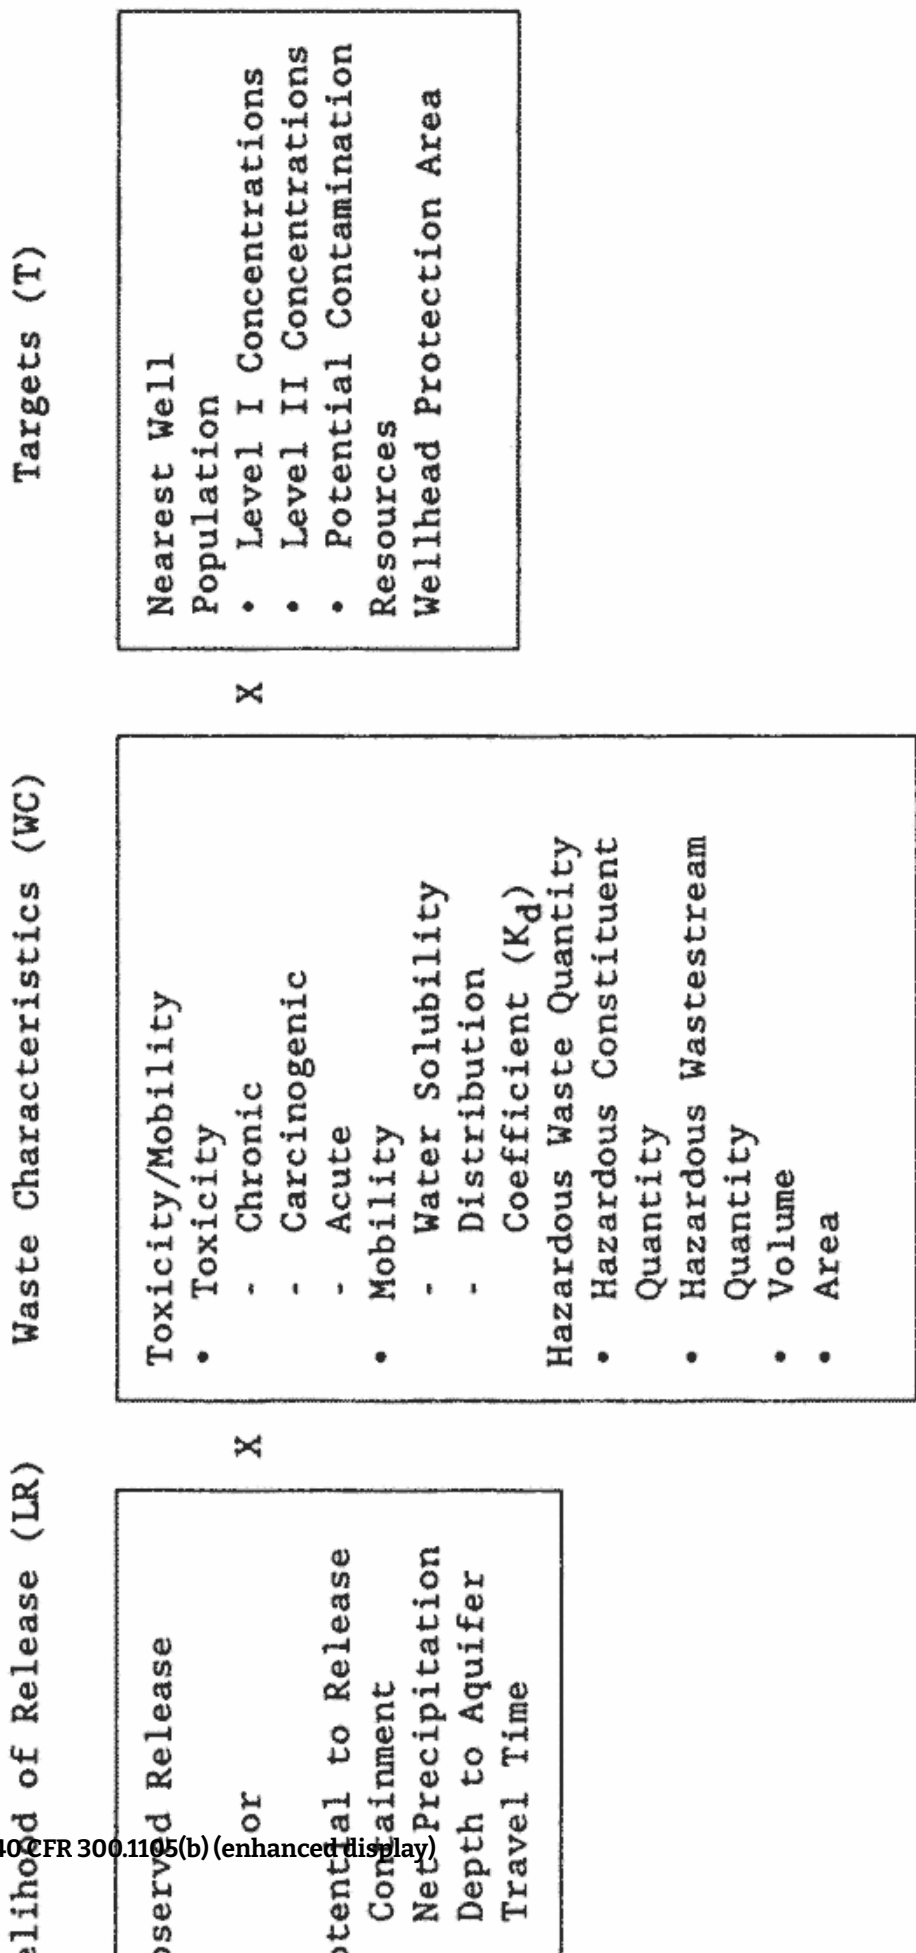 elihood of Release (LR)
oserved Release
or
otential to Release
Containment
Net Precipitation
Depth to Aquifer
Travel Time
X
Waste Characteristics (WC)
Toxicity/Mobility
• Toxicity
- Chronic
- Carcinogenic
- Acute
• Mobility
- Water Solubility
- Distribution
Coefficient (Kd)
Hazardous Waste Quantity
• Hazardous Constituent
Quantity
• Hazardous Wastestream
Quantity
• Volume
• Area
X
Targets (T)
Nearest Well
Population
• Level I Concentrations
• Level II Concentrations
• Potential Contamination
Resources
Wellhead Protection Area
40 CFR 300.1105(b) (enhanced display)